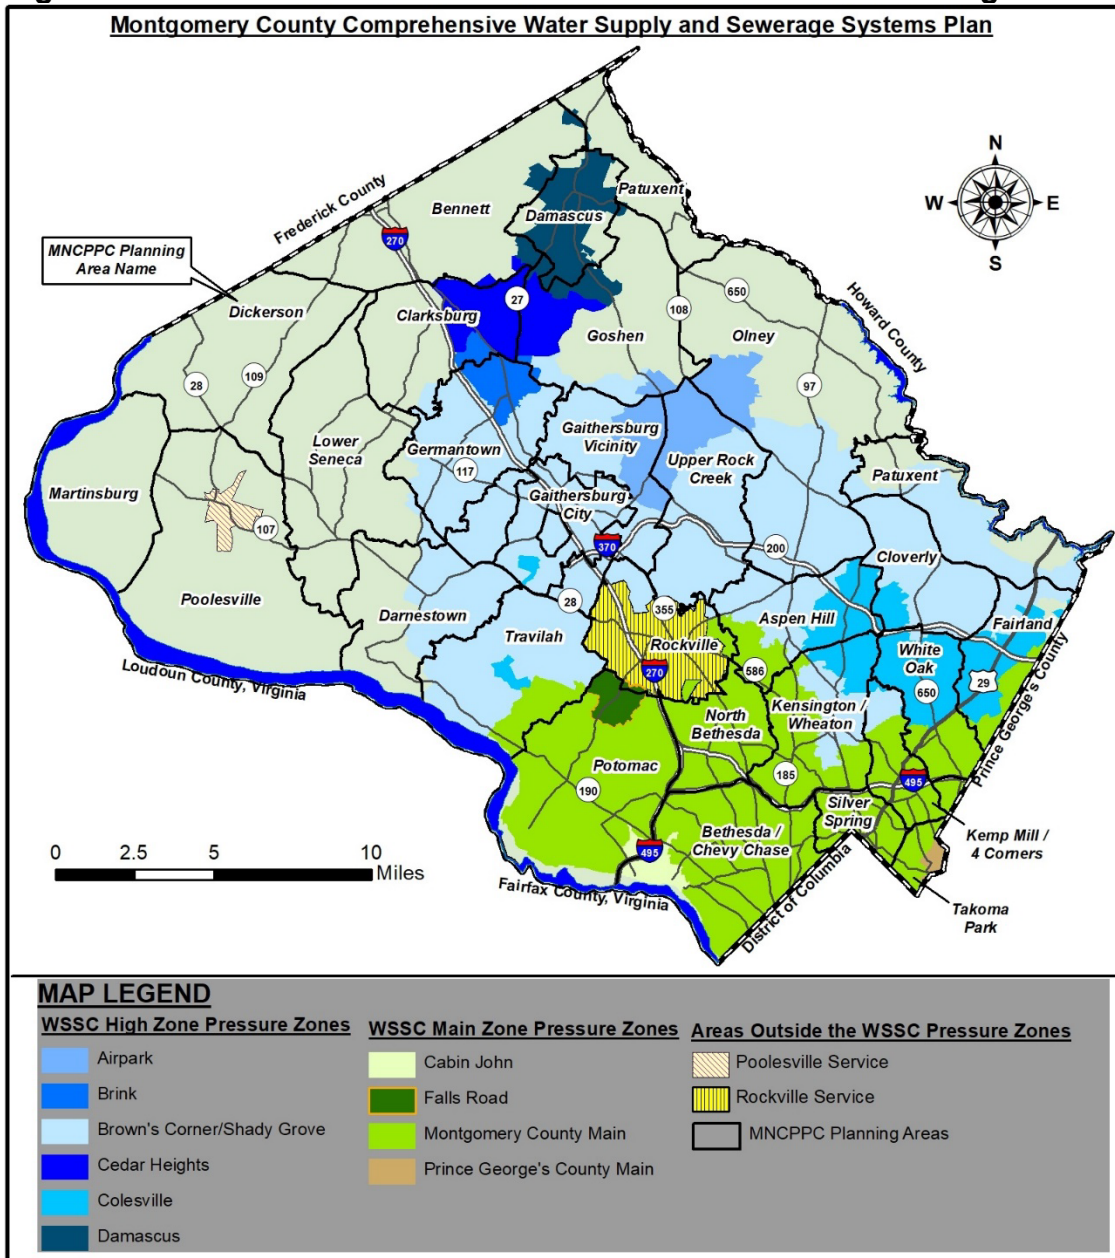 Montgomery County Comprehensive Water Supply and Sewerage Systems Plan
N
W
E
S
Frederick County
Bennett
Patuxent
Damascus
270
MNCPPC Planning
Area Name
Dickerson
Clarksburg
27
Goshen
108
650
Olney
Howard County
28
109
97
Lower
Seneca
Germantown
117
Gaithersburg
Vicinity
Upper Rock
Creek
Patuxent
Martinsburg
Gaithersburg
City
107
370
200
Cloverly
Poolesville
Darnestown
28
355
Aspen Hill
Fairland
Travilah
Rockville
White
Oak
Loudoun County, Virginia
270
586
650
29
Prince George's County
North
Bethesda
Kensington /
Wheaton
Potomac
190
185
495
Silver
Spring
Bethesda /
Chevy Chase
495
Kemp Mill /
4 Corners
0
2.5
5
10
Miles
Fairfax County, Virginia
District of Columbia
Takoma
Park
MAP LEGEND
WSSC High Zone Pressure Zones
Airpark
Brink
Brown's Corner/Shady Grove
Cedar Heights
Colesville
Damascus
WSSC Main Zone Pressure Zones
Cabin John
Falls Road
Montgomery County Main
Prince George's County Main
Areas Outside the WSSC Pressure Zones
Poolesville Service
Rockville Service
MNCPPC Planning Areas